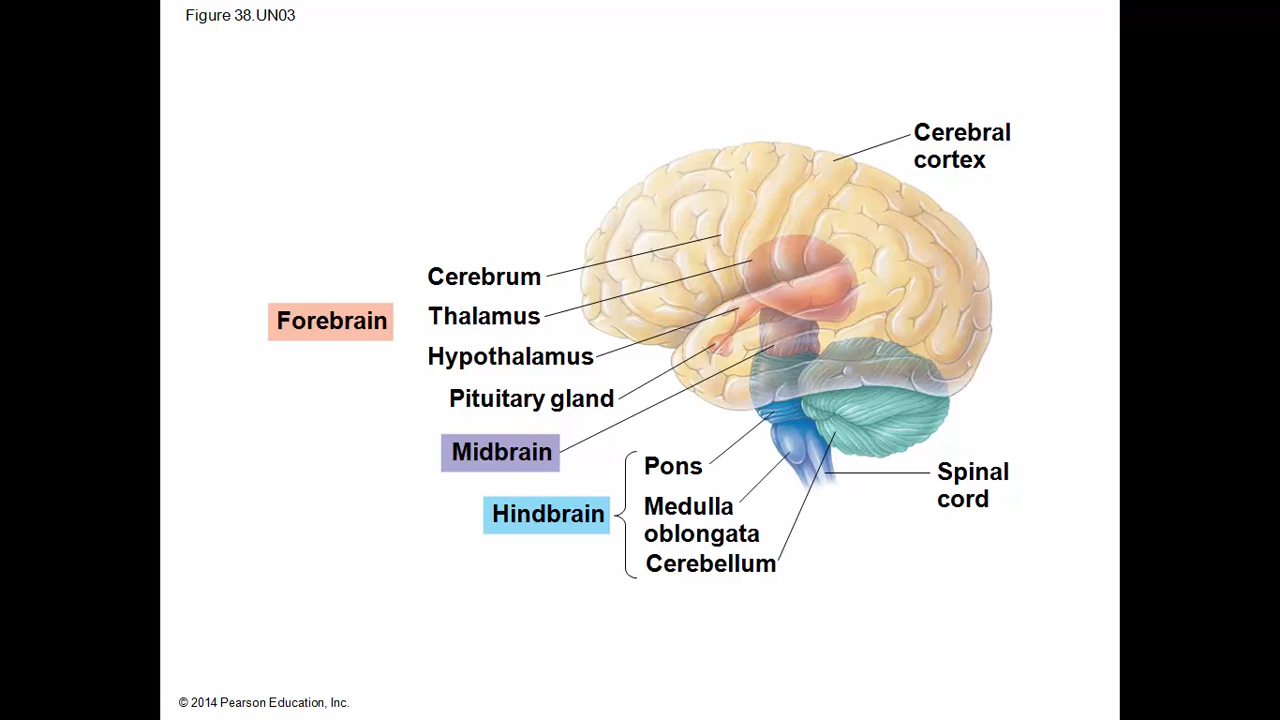 Figure 38.UN03
Cerebral
cortex
Cerebrum
Thalamus
Forebrain
Hypothalamus
Pituitary gland
Midbrain
Pons
Spinal
cord
Hindbrain
Medulla
oblongata
Cerebellum
© 2014 Pearson Education, Inc.